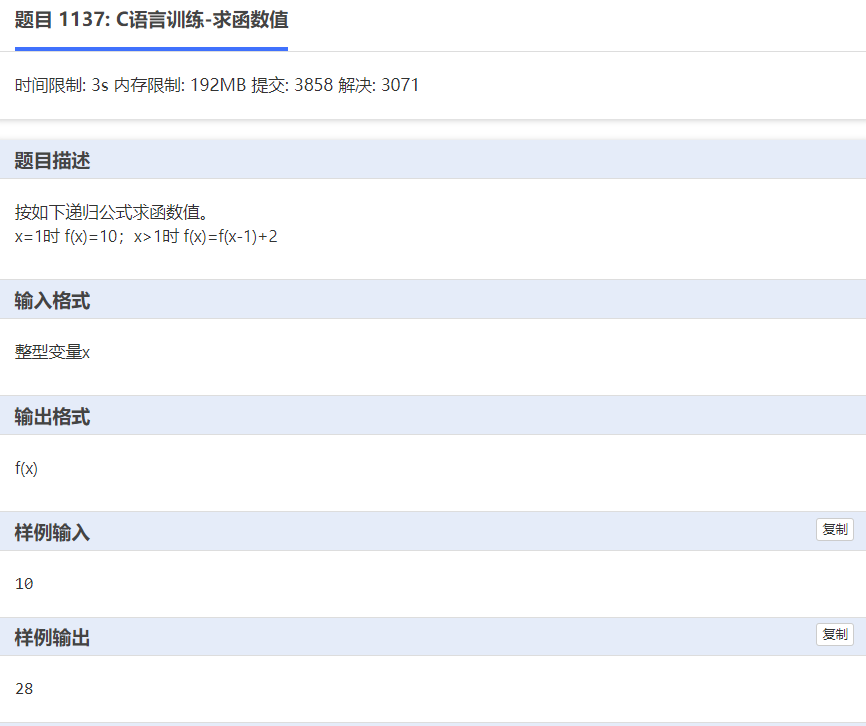 题目 1137: C语言训练-求函数值
时间限制: 3s 内存限制: 192MB 提交: 3858 解决: 3071
题目描述
按如下递归公式求函数值。
x=1时 f(x)=10；x>1时 f(x)=f(x-1)+2
输入格式
整型变量x
输出格式
f(x)
样例输入
复制
10
样例输出
复制
28